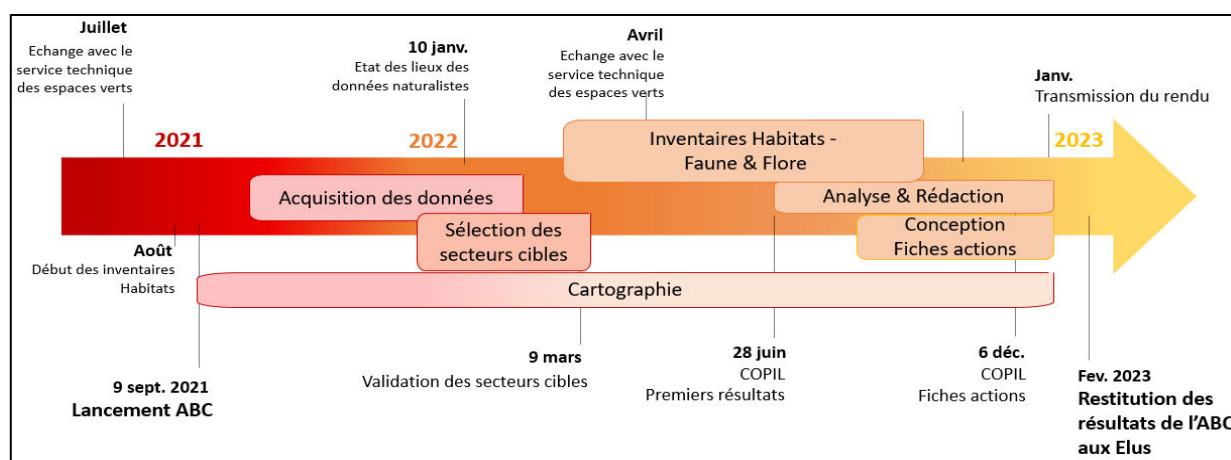 Juillet
Echange avec le
service technique
des espaces verts
10 janv.
Etat des lieux des
données naturalistes
Avril
Echange avec le
service technique
des espaces verts
Janv.
Transmission du rendu
2021
2022
2023
Inventaires Habitats -
Faune & Flore
Acquisition des données
Analyse & Rédaction
Sélection des
secteurs cibles
Conception
Fiches actions
Août
Début des inventaires
Habitats
Cartographie
9 sept. 2021
Lancement ABC
9 mars
Validation des secteurs cibles
28 juin
COPIL
Premiers résultats
6 déc.
COPIL
Fiches actions
Fev. 2023
Restitution des
résultats de l'ABC
aux Elus